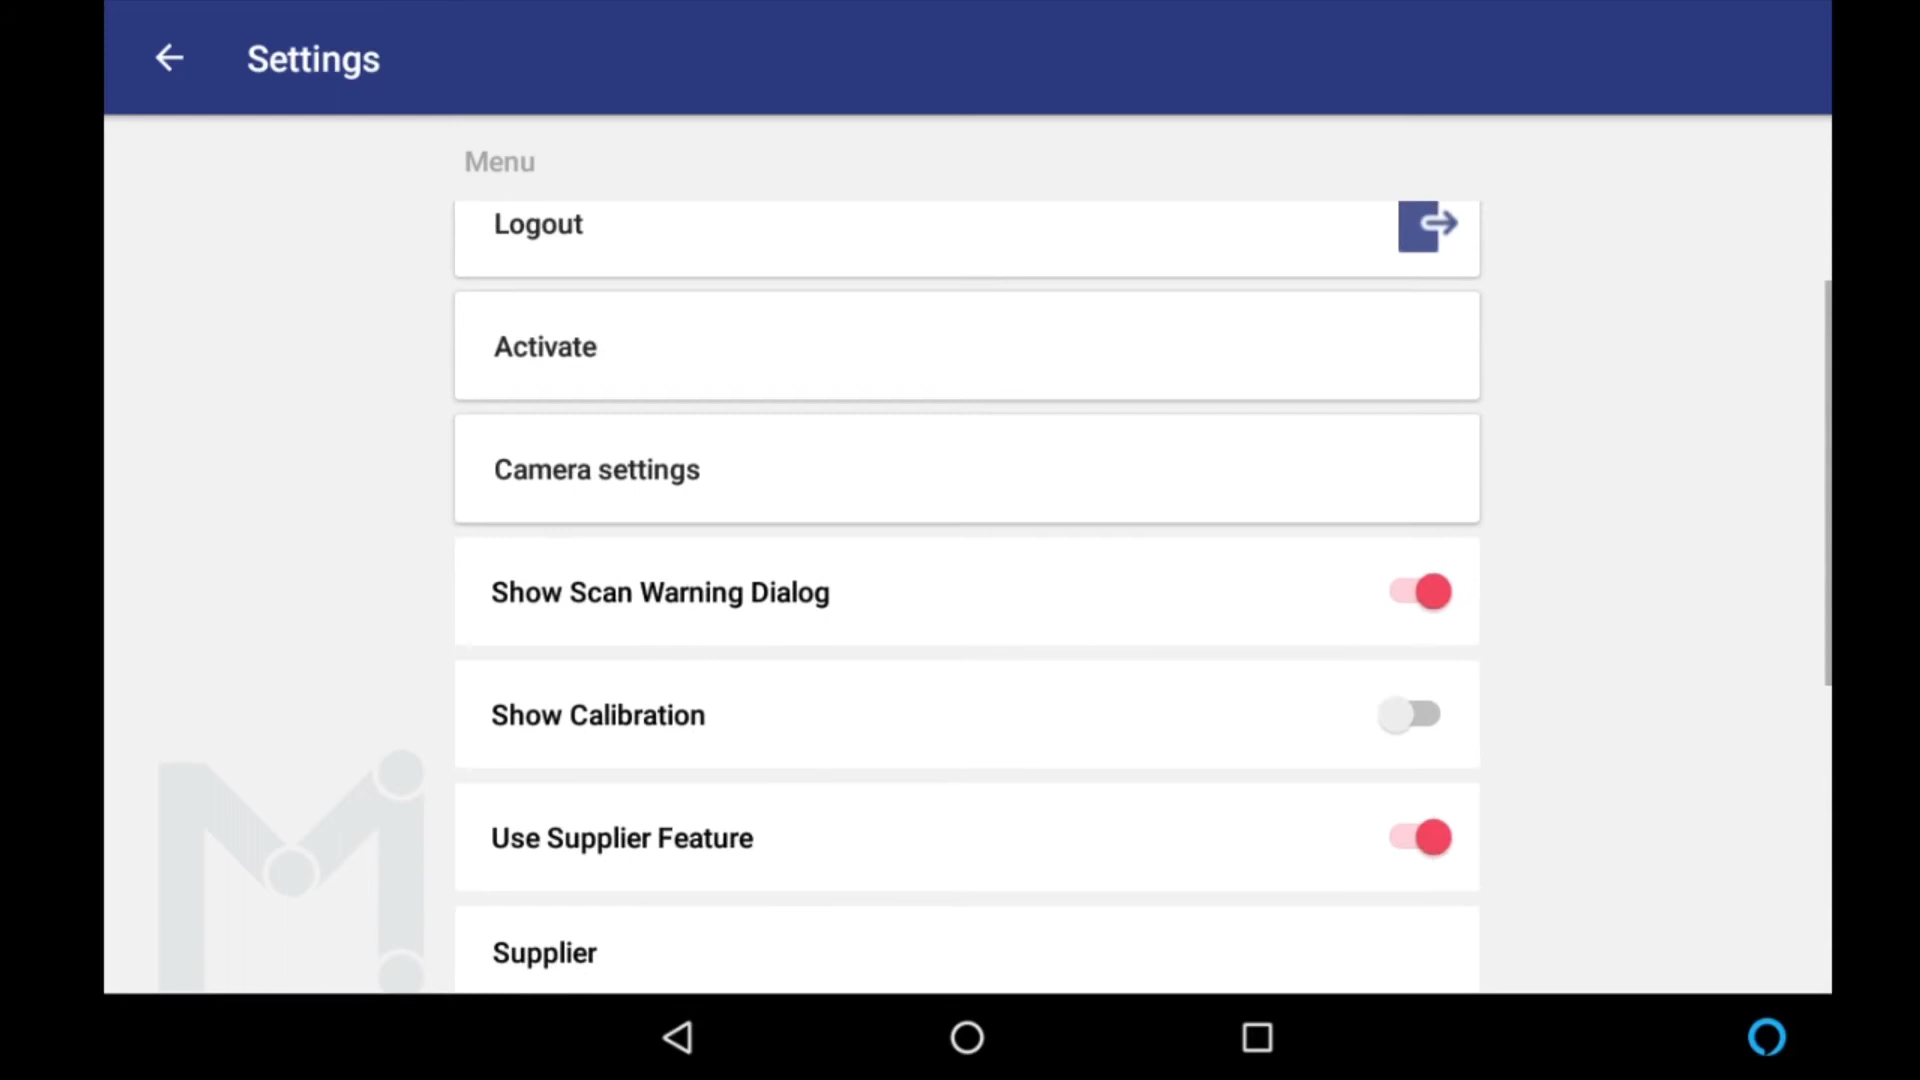 Settings
Menu
Logout
Activate
Camera settings
Show Scan Warning Dialog
Show Calibration
Use Supplier Feature
Supplier